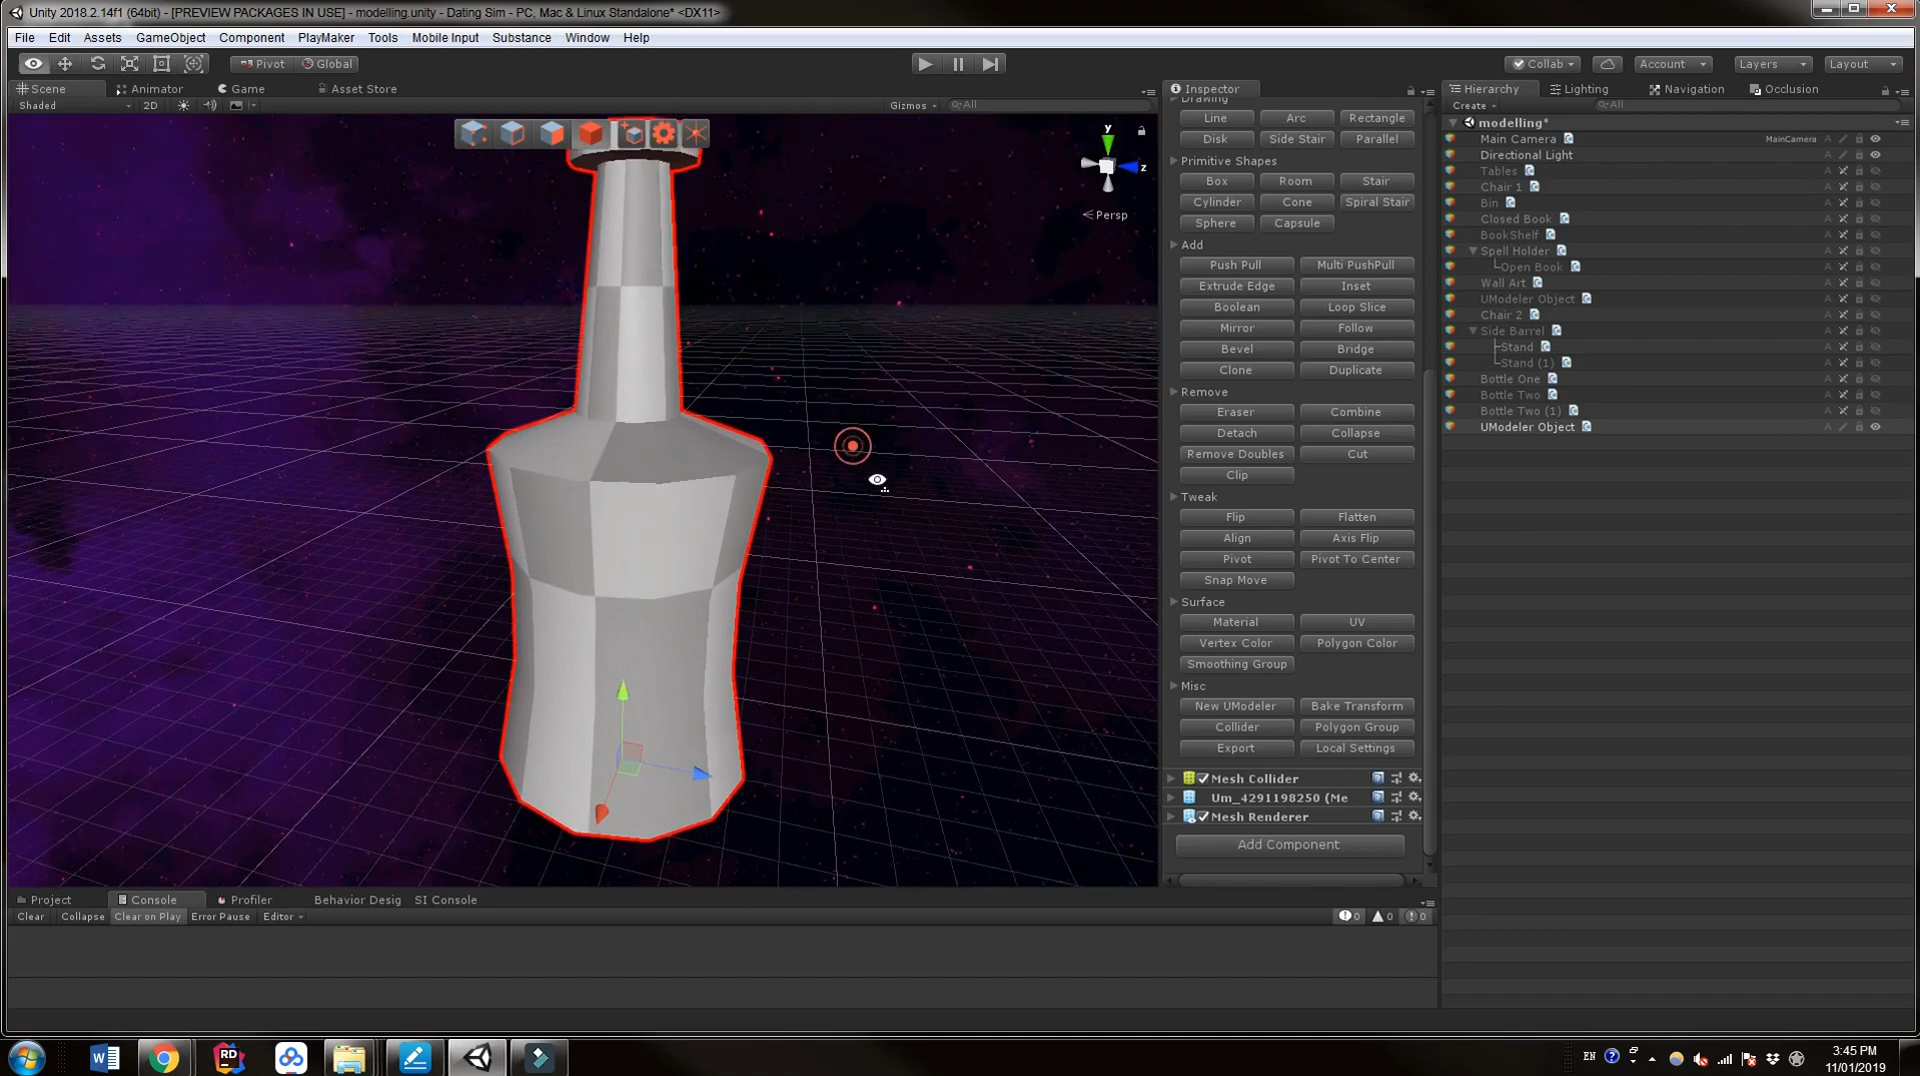 Unity 2018.2.14f1 (64bit) - [PREVIEW PACKAGES IN USE] - modelling.unity - Dating Sim - PC, Mac & Linux Standalone* <DX11>
File Edit Assets GameObject Component PlayMaker Tools Mobile Input Substance Window Help
Pivot Global Collab Account Layers Layout
Scene Animator Game Asset Store Inspector Hierarchy Lighting Navigation Occlusion
Shaded 2D Gizmos All Create All
Drawing
Line Arc Rectangle
Disk Side Stair Parallel
Primitive Shapes
Box Room Stair
Cylinder Cone Spiral Stair
Sphere Capsule
Add
Push Pull Multi PushPull
Extrude Edge Inset
Boolean Loop Slice
Mirror Follow
Bevel Bridge
Clone Duplicate
Remove
Eraser Combine
Detach Collapse
Remove Doubles Cut
Clip
Tweak
Flip Flatten
Align Axis Flip
Pivot Pivot To Center
Snap Move
Surface
Material UV
Vertex Color Polygon Color
Smoothing Group
Misc
New UModeler Bake Transform
Collider Polygon Group
Export Local Settings
Mesh Collider
Um_4291198250 (Me
Mesh Renderer
Add Component
modelling*
Main Camera MainCamera
Directional Light
Tables
Chair 1
Bin
Closed Book
BookShelf
Spell Holder
Open Book
Wall Art
UModeler Object
Chair 2
Side Barrel
Stand
Stand (1)
Bottle One
Bottle Two
Bottle Two (1)
UModeler Object
y
z
Persp
Project Console Profiler Behavior Desig SI Console
Clear Collapse Clear on Play Error Pause Editor 0 0 0
W RD EN 3:45 PM
11/01/2019